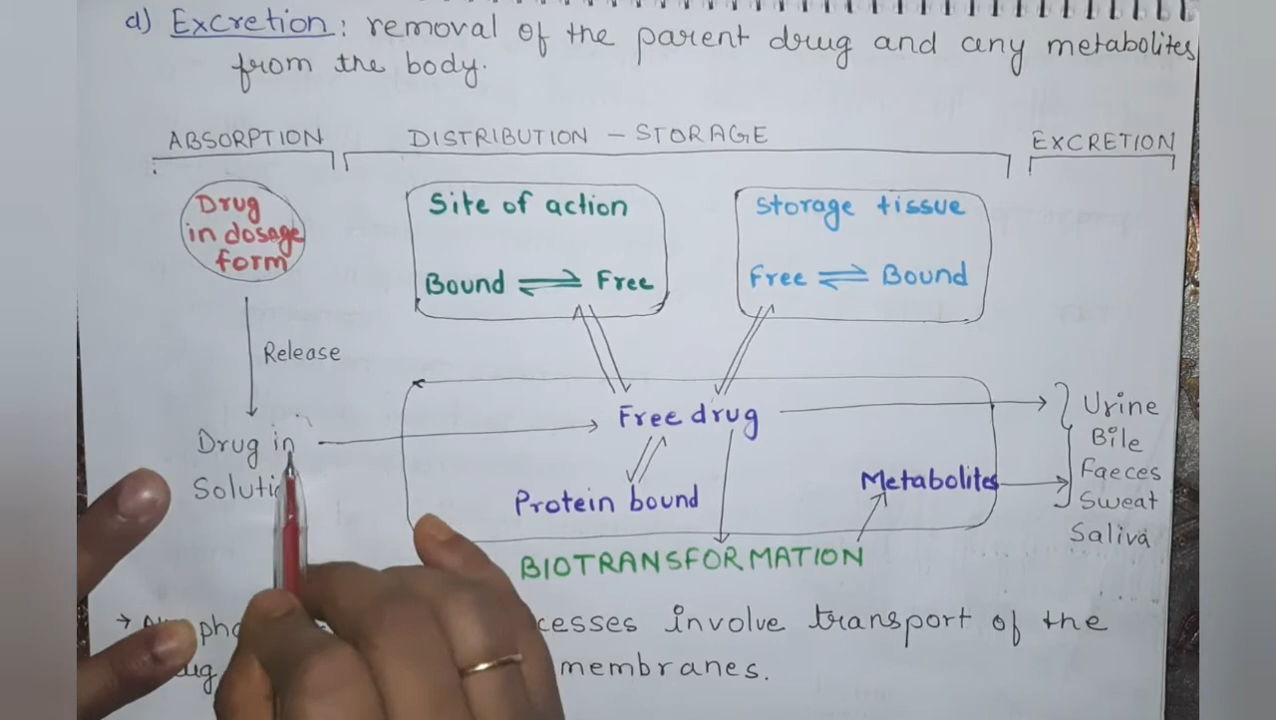 d) Excretion: removal of the parent drug and any metabolites
from the body.
ABSORPTION DISTRIBUTION - STORAGE EXCRETION
Drug
in dosage
form
Site of action
Bound ⇌ Free
Storage tissue
Free ⇌ Bound
Release
Drug in
Free drug
Protein bound
Metabolites
BIOTRANSFORMATION
Urine
Bile
Faeces
Sweat
Saliva
→ involve transport of the
membranes.